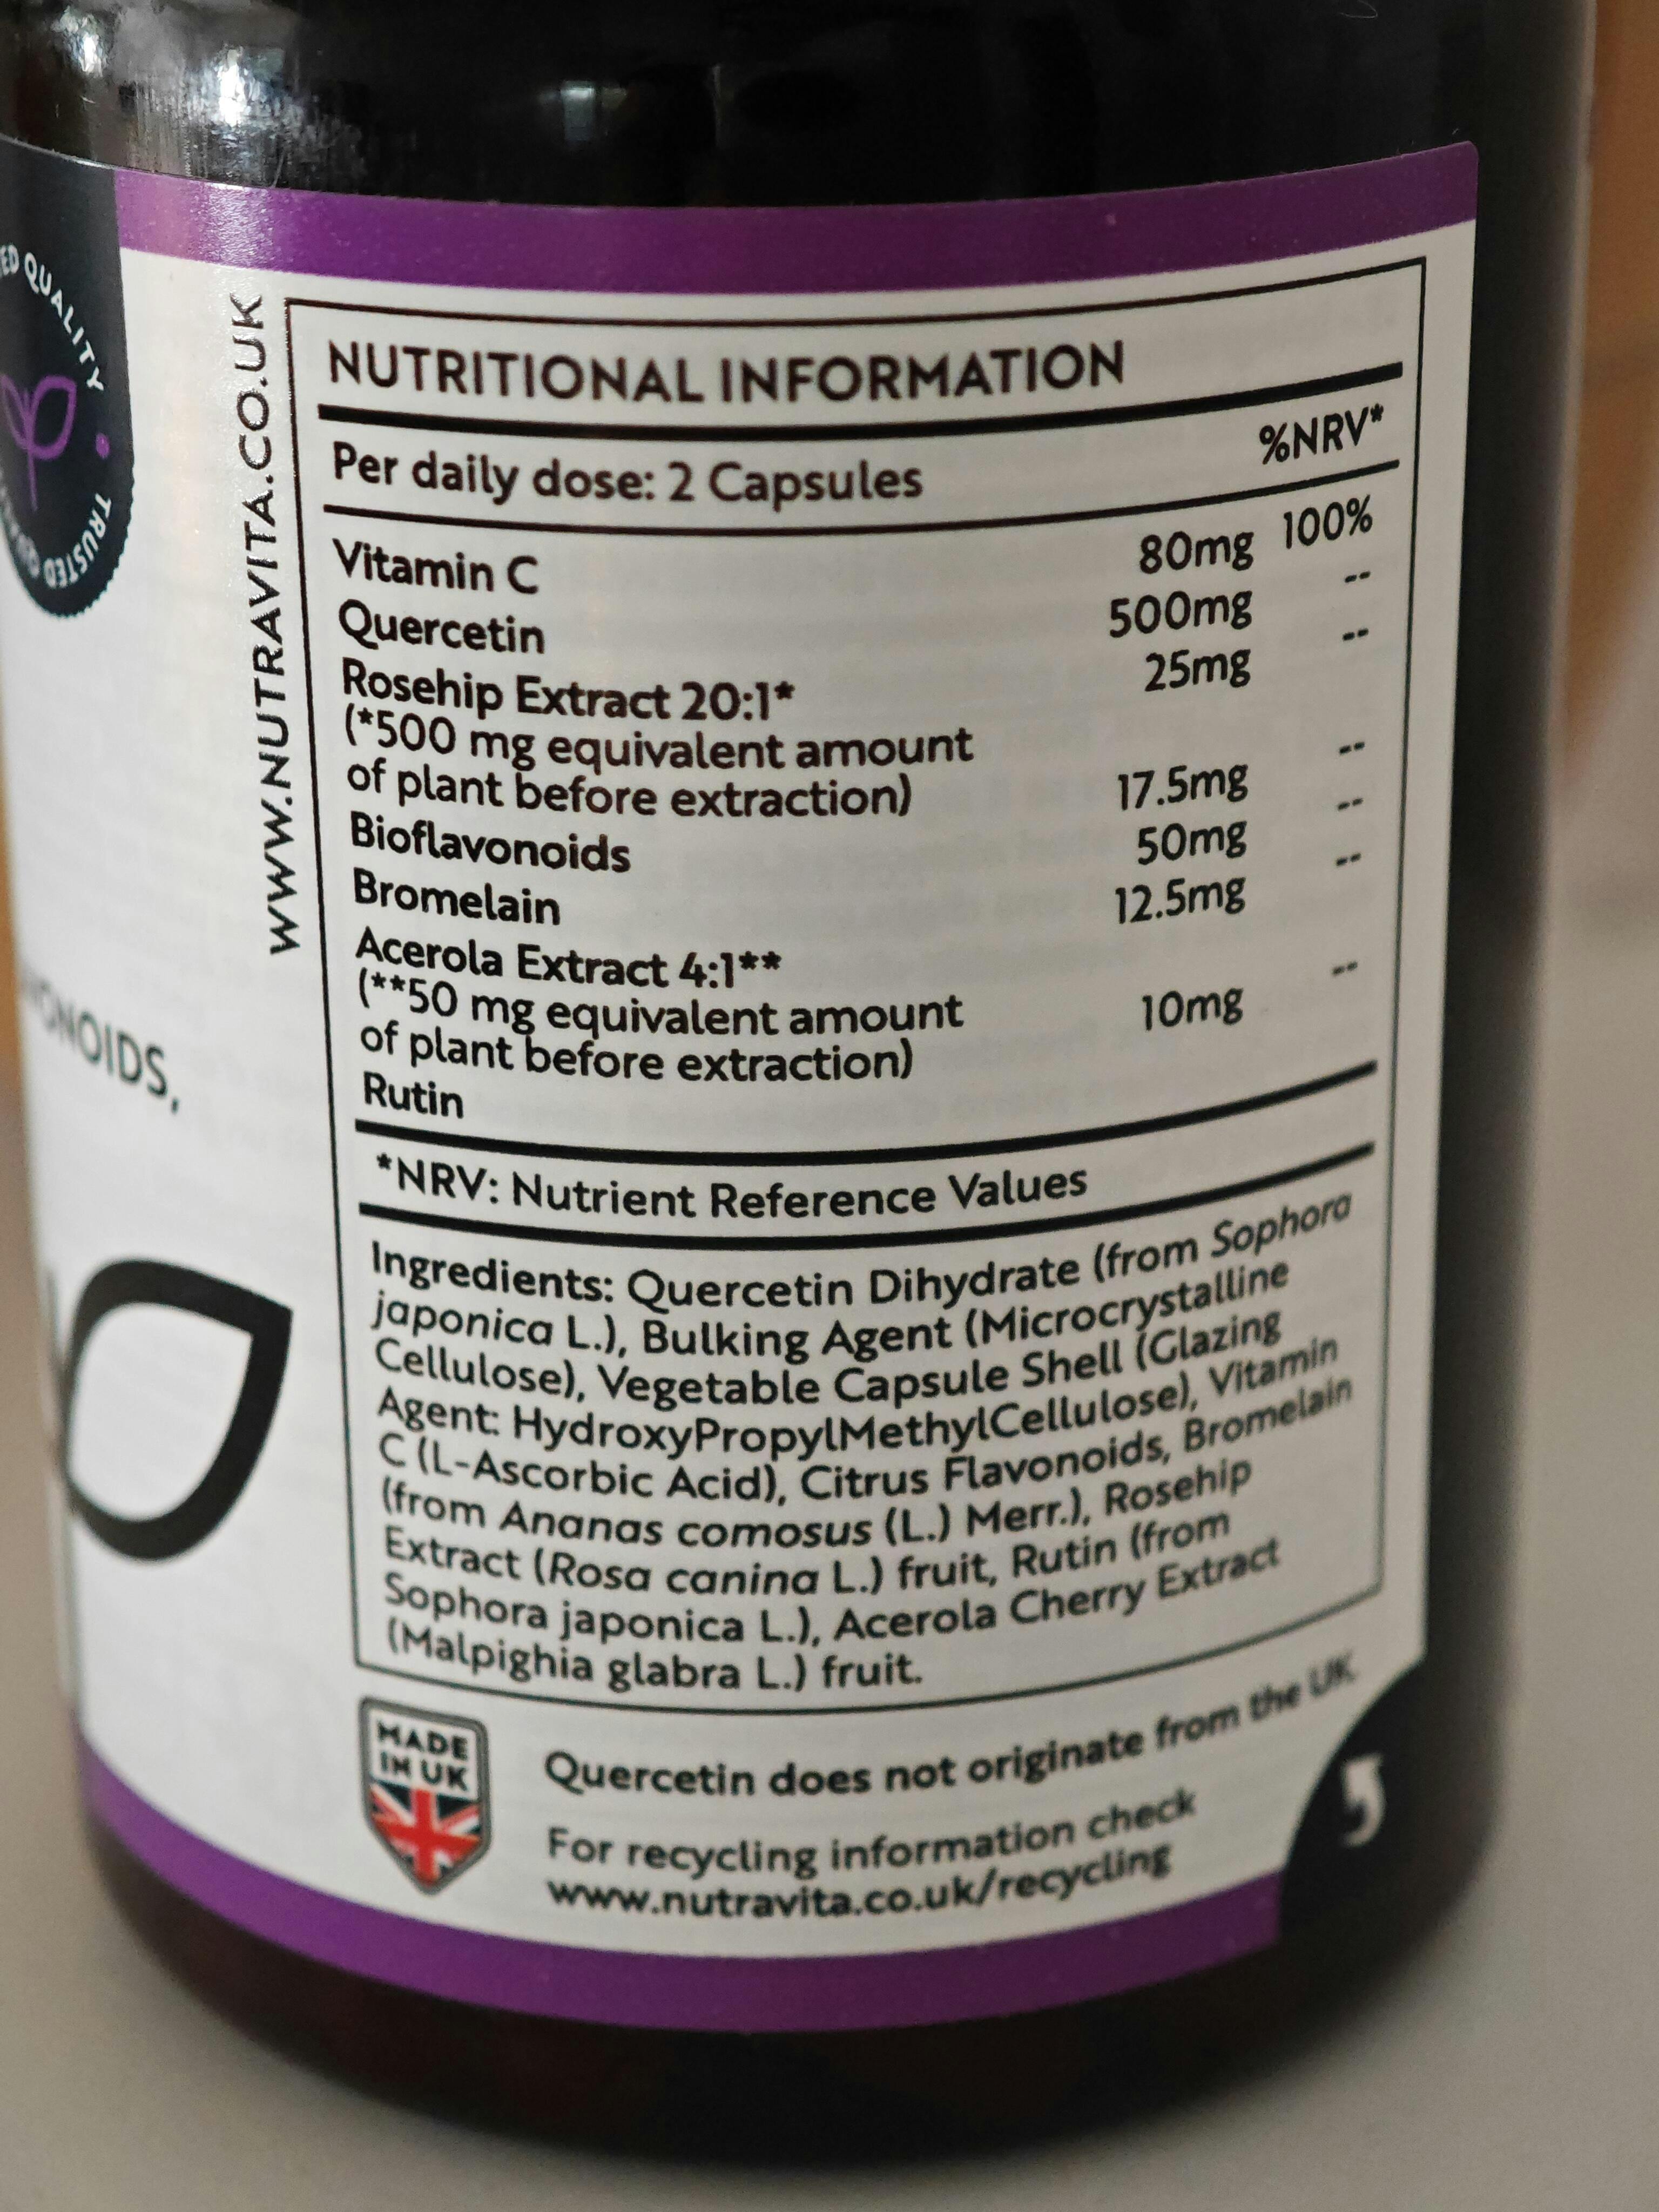 ED QUALITY
TRUSTED
WWW.NUTRAVITA.CO.UK
NUTRITIONAL INFORMATION
Per daily dose: 2 Capsules %NRV*
Vitamin C 80mg 100%
Quercetin 500mg --
Rosehip Extract 20:1* 25mg --
(*500 mg equivalent amount
of plant before extraction)
Bioflavonoids 17.5mg --
Bromelain 50mg --
Acerola Extract 4:1** 12.5mg --
(**50 mg equivalent amount
of plant before extraction)
Rutin 10mg --
*NRV: Nutrient Reference Values
Ingredients: Quercetin Dihydrate (from Sophora
japonica L.), Bulking Agent (Microcrystalline
Cellulose), Vegetable Capsule Shell (Glazing
Agent: HydroxyPropylMethylCellulose), Vitamin
C (L-Ascorbic Acid), Citrus Flavonoids, Bromelain
(from Ananas comosus (L.) Merr.), Rosehip
Extract (Rosa canina L.) fruit, Rutin (from
Sophora japonica L.), Acerola Cherry Extract
(Malpighia glabra L.) fruit.
MADE
IN UK
Quercetin does not originate from the UK
For recycling information check
www.nutravita.co.uk/recycling